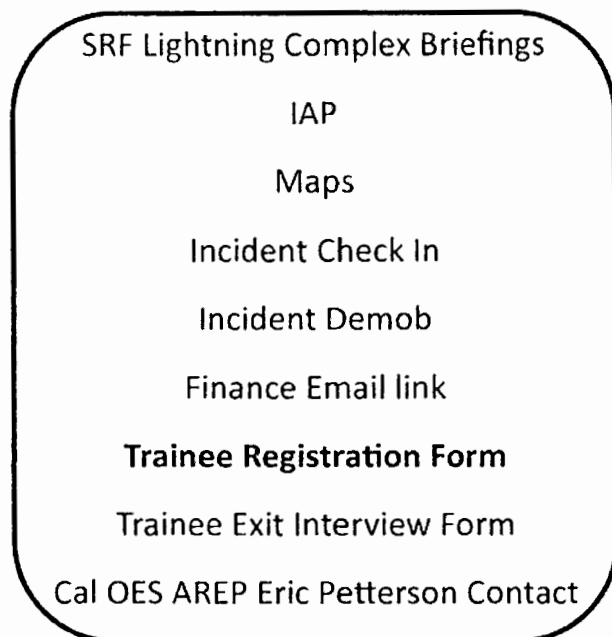 SRF Lightning Complex Briefings
IAP
Maps
Incident Check In
Incident Demob
Finance Email link
Trainee Registration Form
Trainee Exit Interview Form
Cal OES AREP Eric Petterson Contact